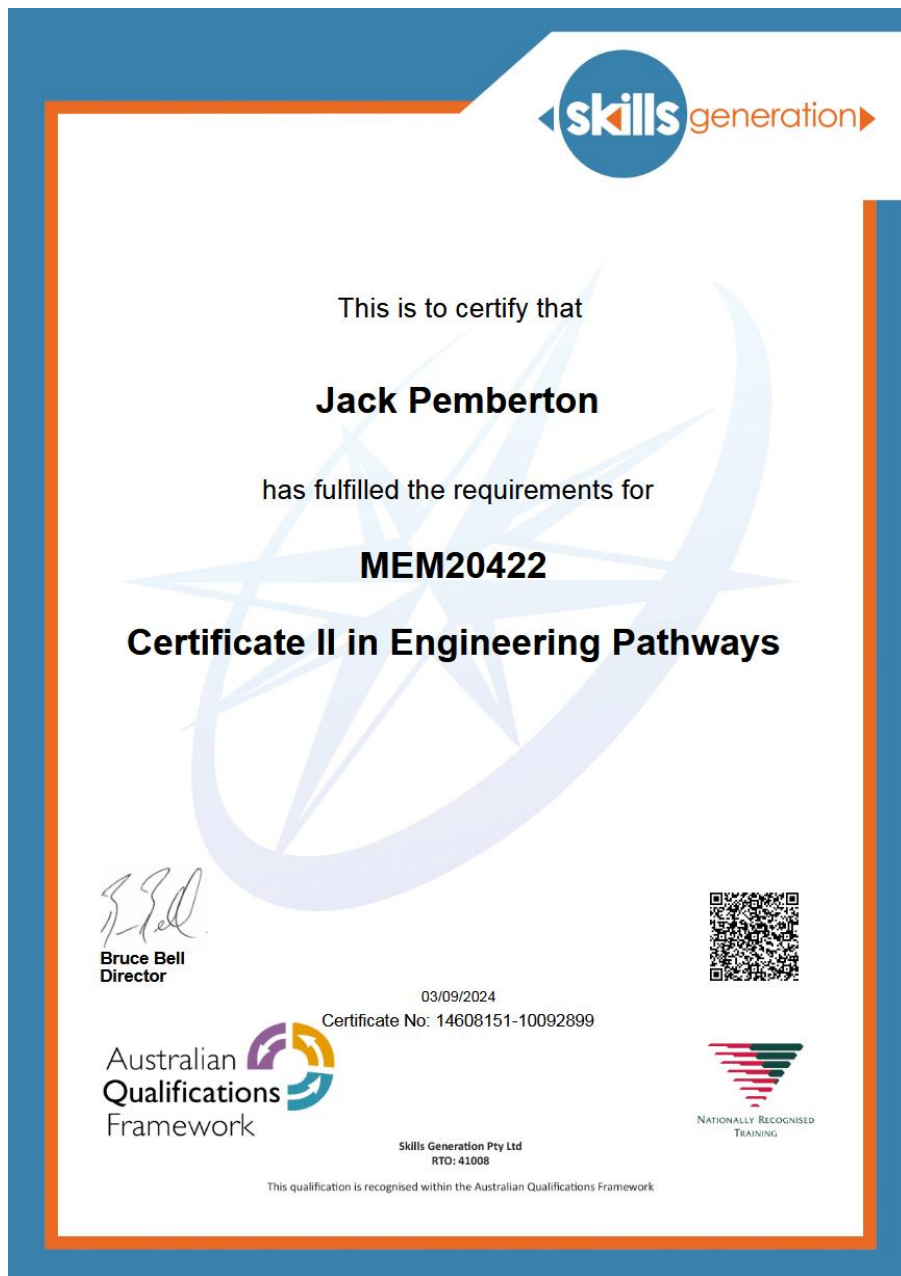 skills generation
This is to certify that
Jack Pemberton
has fulfilled the requirements for
MEM20422
Certificate II in Engineering Pathways
Bruce Bell
Director
03/09/2024
Certificate No: 14608151-10092899
Australian
Qualifications
Framework
NATIONALLY RECOGNISED
TRAINING
Skills Generation Pty Ltd
RTO: 41008
This qualification is recognised within the Australian Qualifications Framework